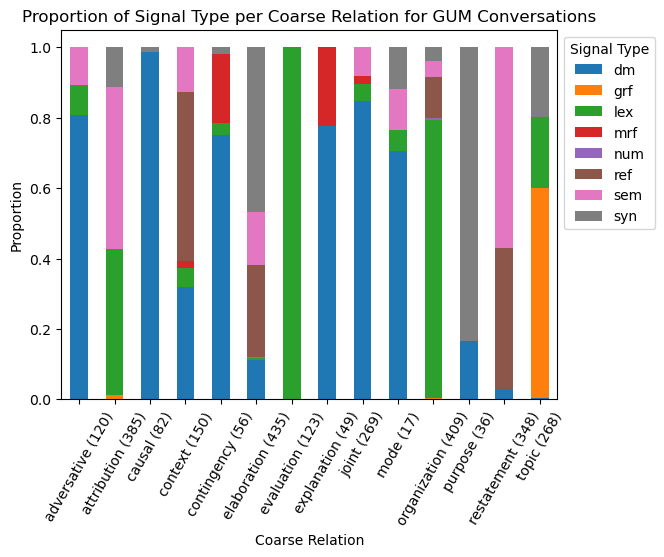 Proportion of Signal Type per Coarse Relation for GUM Conversations
Signal Type
dm
grf
lex
mrf
num
ref
sem
syn
Proportion
1.0
0.8
0.6
0.4
0.2
0.0
adversative (120)
attribution (385)
causal (82)
context (150)
contingency (56)
elaboration (435)
evaluation (123)
explanation (49)
joint (269)
mode (17)
organization (409)
purpose (36)
restatement (348)
topic (268)
Coarse Relation